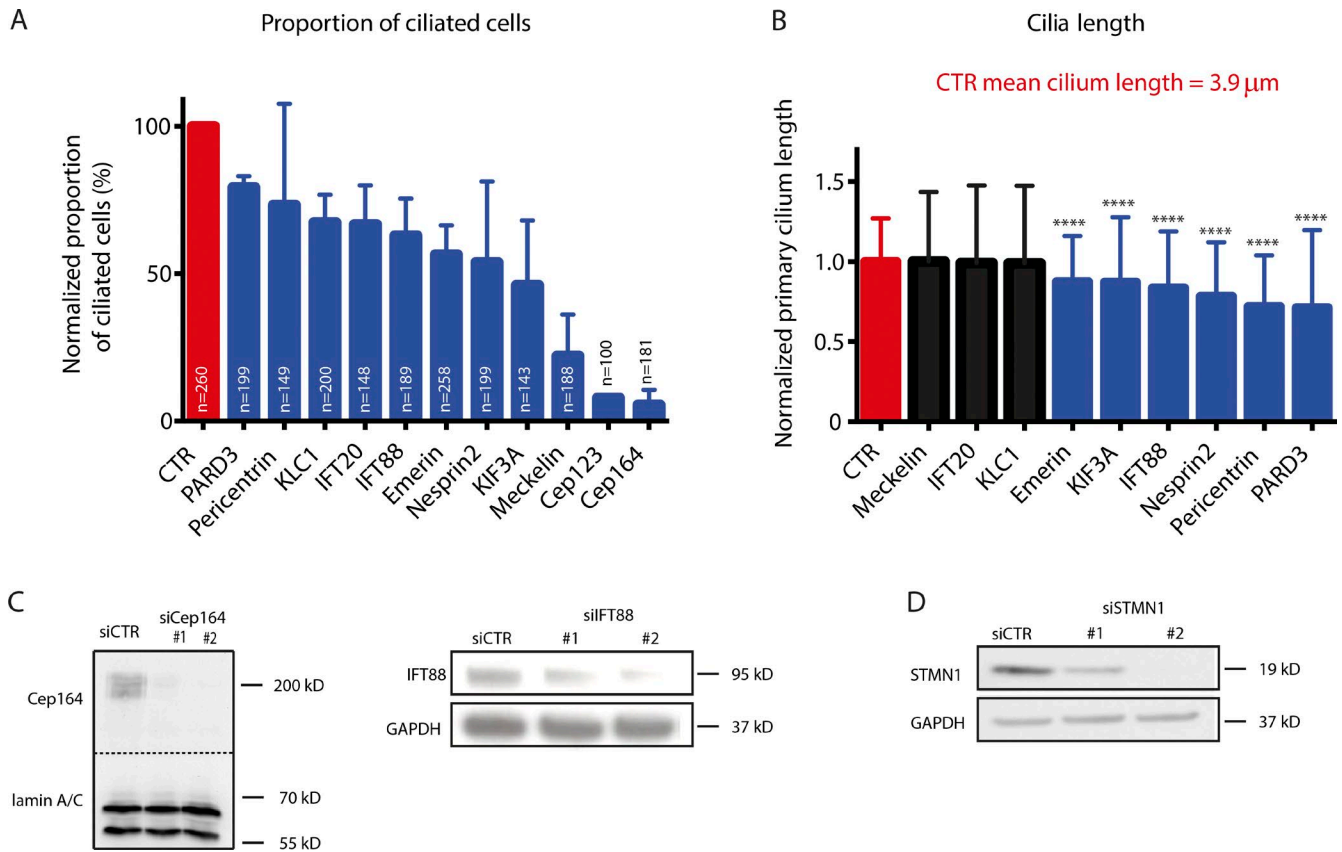 A
Proportion of ciliated cells
Normalized proportion
of ciliated cells (%)
100
50
0
n=260
n=199
n=149
n=200
n=148
n=189
n=258
n=199
n=143
n=188
n=100
n=181
CTR
PARD3
Pericentrin
KLC1
IFT20
IFT88
Emerin
Nesprin2
KIF3A
Meckelin
Cep123
Cep164
B
Cilia length
CTR mean cilium length = 3.9 μm
Normalized primary cilium length
1.5
1.0
0.5
0
**** **** **** **** **** ****
CTR
Meckelin
IFT20
KLC1
Emerin
KIF3A
IFT88
Nesprin2
Pericentrin
PARD3
C
siCep164
siCTR #1 #2
Cep164
200 kD
lamin A/C
70 kD
55 kD
siIFT88
siCTR #1 #2
IFT88
95 kD
GAPDH
37 kD
D
siSTMN1
siCTR #1 #2
STMN1
19 kD
GAPDH
37 kD